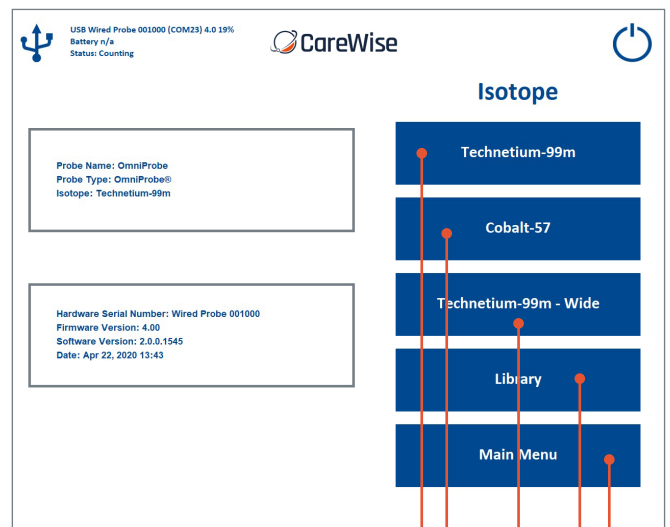 USB Wired Probe 001000 (COM23) 4.0 19%
Battery n/a
Status: Counting
CareWise
Isotope
Probe Name: OmniProbe
Probe Type: OmniProbe®
Isotope: Technetium-99m
Hardware Serial Number: Wired Probe 001000
Firmware Version: 4.00
Software Version: 2.0.0.1545
Date: Apr 22, 2020 13:43
Technetium-99m
Cobalt-57
Technetium-99m - Wide
Library
Main Menu